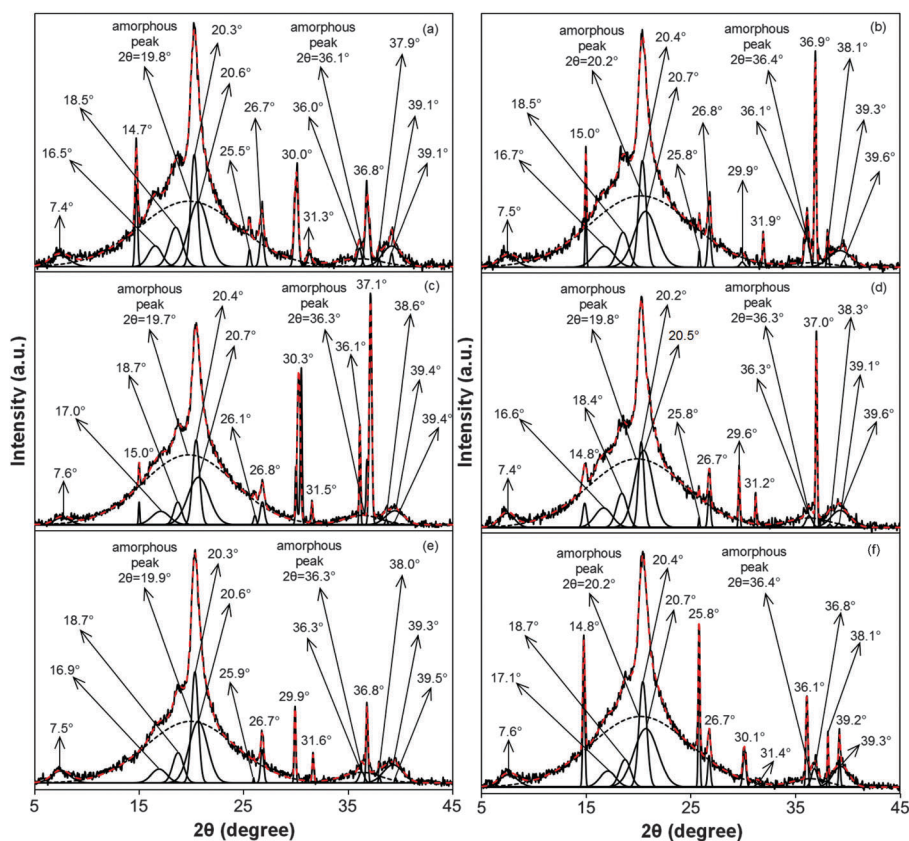 (a)
amorphous
peak
2θ=19.8°
20.3°
20.6°
18.5°
14.7°
16.5°
7.4°
25.5°
26.7°
30.0°
31.3°
amorphous
peak
2θ=36.1°
36.0°
36.8°
37.9°
39.1°
39.1°
(b)
amorphous
peak
2θ=20.2°
20.4°
20.7°
18.5°
15.0°
16.7°
7.5°
25.8°
26.8°
29.9°
31.9°
amorphous
peak
2θ=36.4°
36.1°
36.9°
38.1°
39.3°
39.6°
(c)
amorphous
peak
2θ=19.7°
20.4°
20.7°
18.7°
17.0°
15.0°
7.6°
26.1°
26.8°
30.3°
31.5°
amorphous
peak
2θ=36.3°
36.1°
37.1°
38.6°
39.4°
39.4°
(d)
amorphous
peak
2θ=19.8°
20.2°
20.5°
18.4°
16.6°
14.8°
7.4°
25.8°
26.7°
29.6°
31.2°
amorphous
peak
2θ=36.3°
36.3°
37.0°
38.3°
39.1°
39.6°
(e)
amorphous
peak
2θ=19.9°
20.3°
20.6°
18.7°
16.9°
7.5°
25.9°
26.7°
29.9°
31.6°
amorphous
peak
2θ=36.3°
36.3°
36.8°
38.0°
39.3°
39.5°
(f)
amorphous
peak
2θ=20.2°
20.4°
20.7°
18.7°
14.8°
17.1°
7.6°
25.8°
26.7°
30.1°
31.4°
amorphous
peak
2θ=36.4°
36.1°
36.8°
38.1°
39.2°
39.3°
Intensity (a.u.)
Intensity (a.u.)
5 15 25 35 45
5 15 25 35 45
2θ (degree)
2θ (degree)